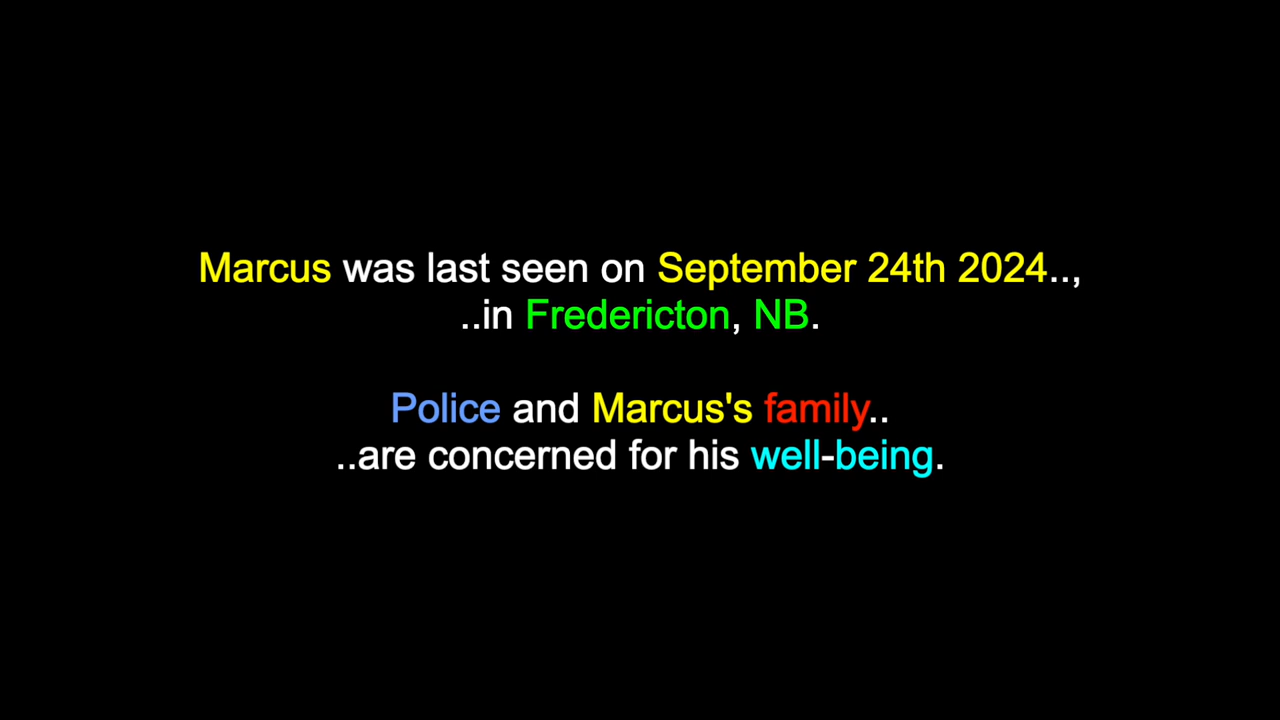 Marcus was last seen on September 24th 2024..,
..in Fredericton, NB.
Police and Marcus's family..
..are concerned for his well-being.